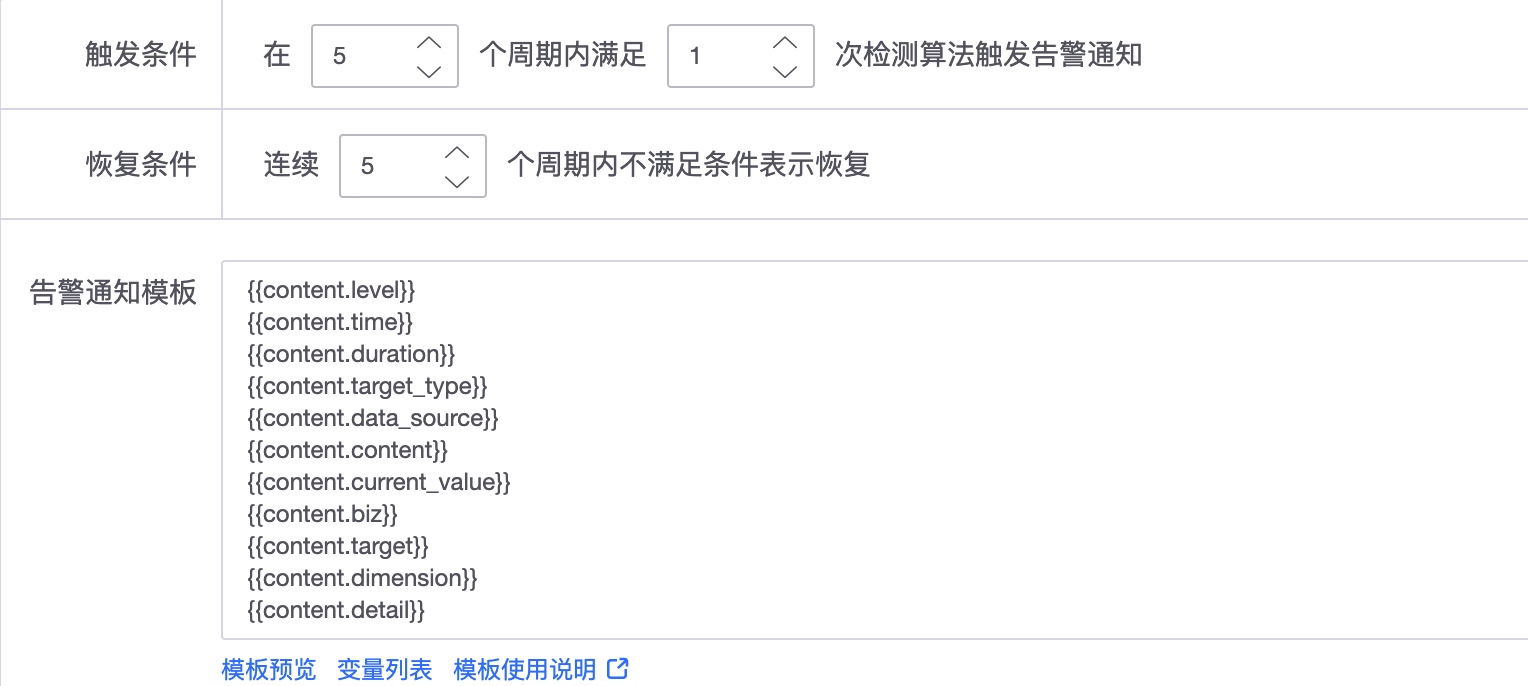 触发条件 在 5 个周期内满足 1 次检测算法触发告警通知
恢复条件 连续 5 个周期内不满足条件表示恢复
告警通知模板 {{content.level}}
{{content.time}}
{{content.duration}}
{{content.target_type}}
{{content.data_source}}
{{content.content}}
{{content.current_value}}
{{content.biz}}
{{content.target}}
{{content.dimension}}
{{content.detail}}
模板预览 变量列表 模板使用说明